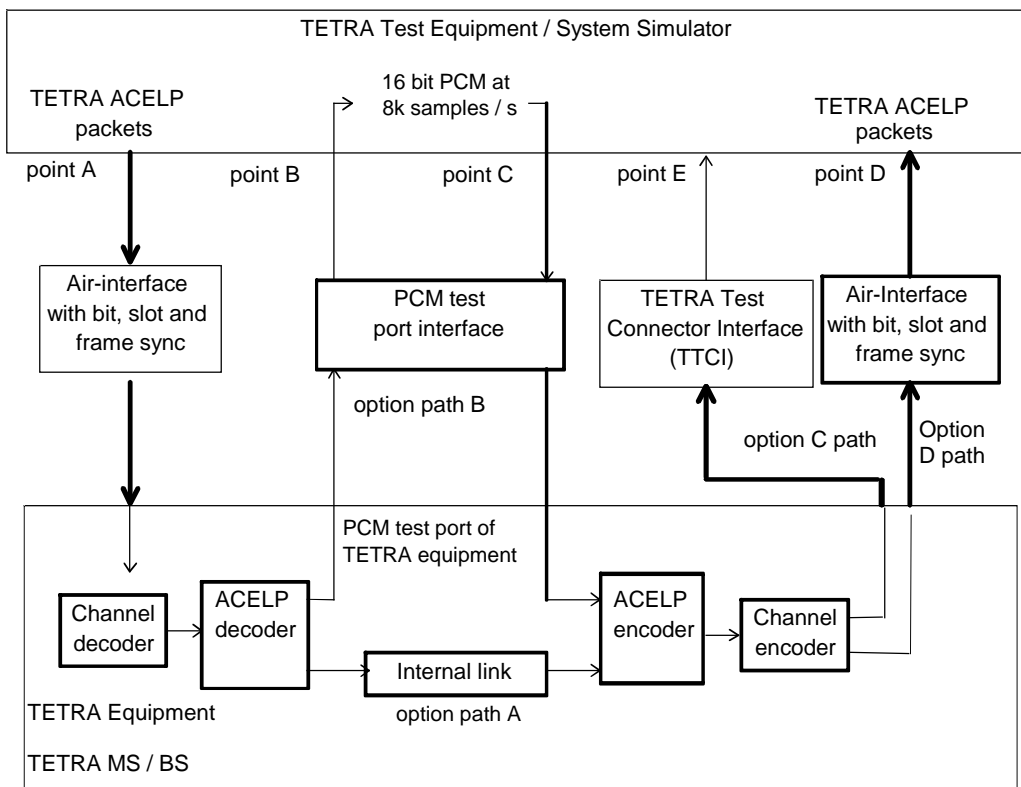 TETRA Test Equipment / System Simulator
16 bit PCM at
8k samples / s
TETRA ACELP
packets
TETRA ACELP
packets
point A
point B
point C
point E
point D
Air-interface
with bit, slot and
frame sync
PCM test
port interface
TETRA Test
Connector Interface
(TTCI)
Air-Interface
with bit, slot and
frame sync
option path B
option C path
Option
D path
PCM test port of
TETRA equipment
Channel
decoder
ACELP
decoder
Internal link
option path A
ACELP
encoder
Channel
encoder
TETRA Equipment
TETRA MS / BS